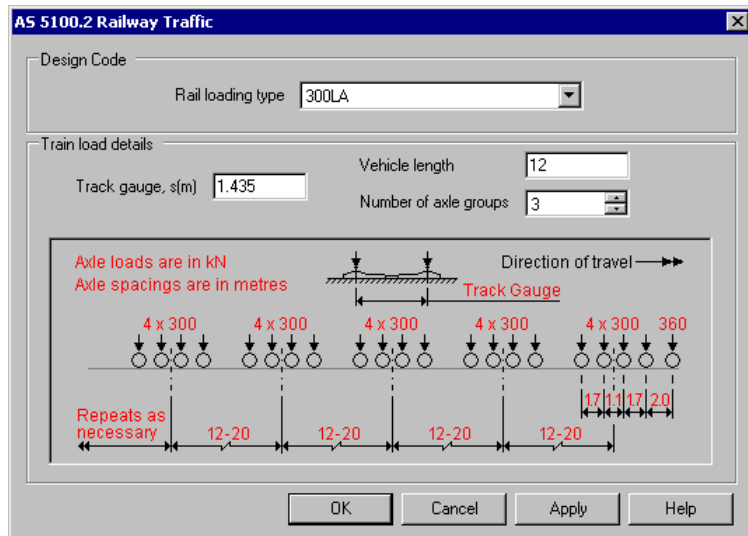 AS 5100.2 Railway Traffic
Design Code
Rail loading type 300LA
Train load details
Vehicle length 12
Track gauge, s(m) 1.435
Number of axle groups 3
Axle loads are in kN
Axle spacings are in metres
Direction of travel
Track Gauge
4 x 300 4 x 300 4 x 300 4 x 300 4 x 300 360
1.7 1.1 1.7 2.0
Repeats as
necessary
12-20 12-20 12-20 12-20
OK Cancel Apply Help